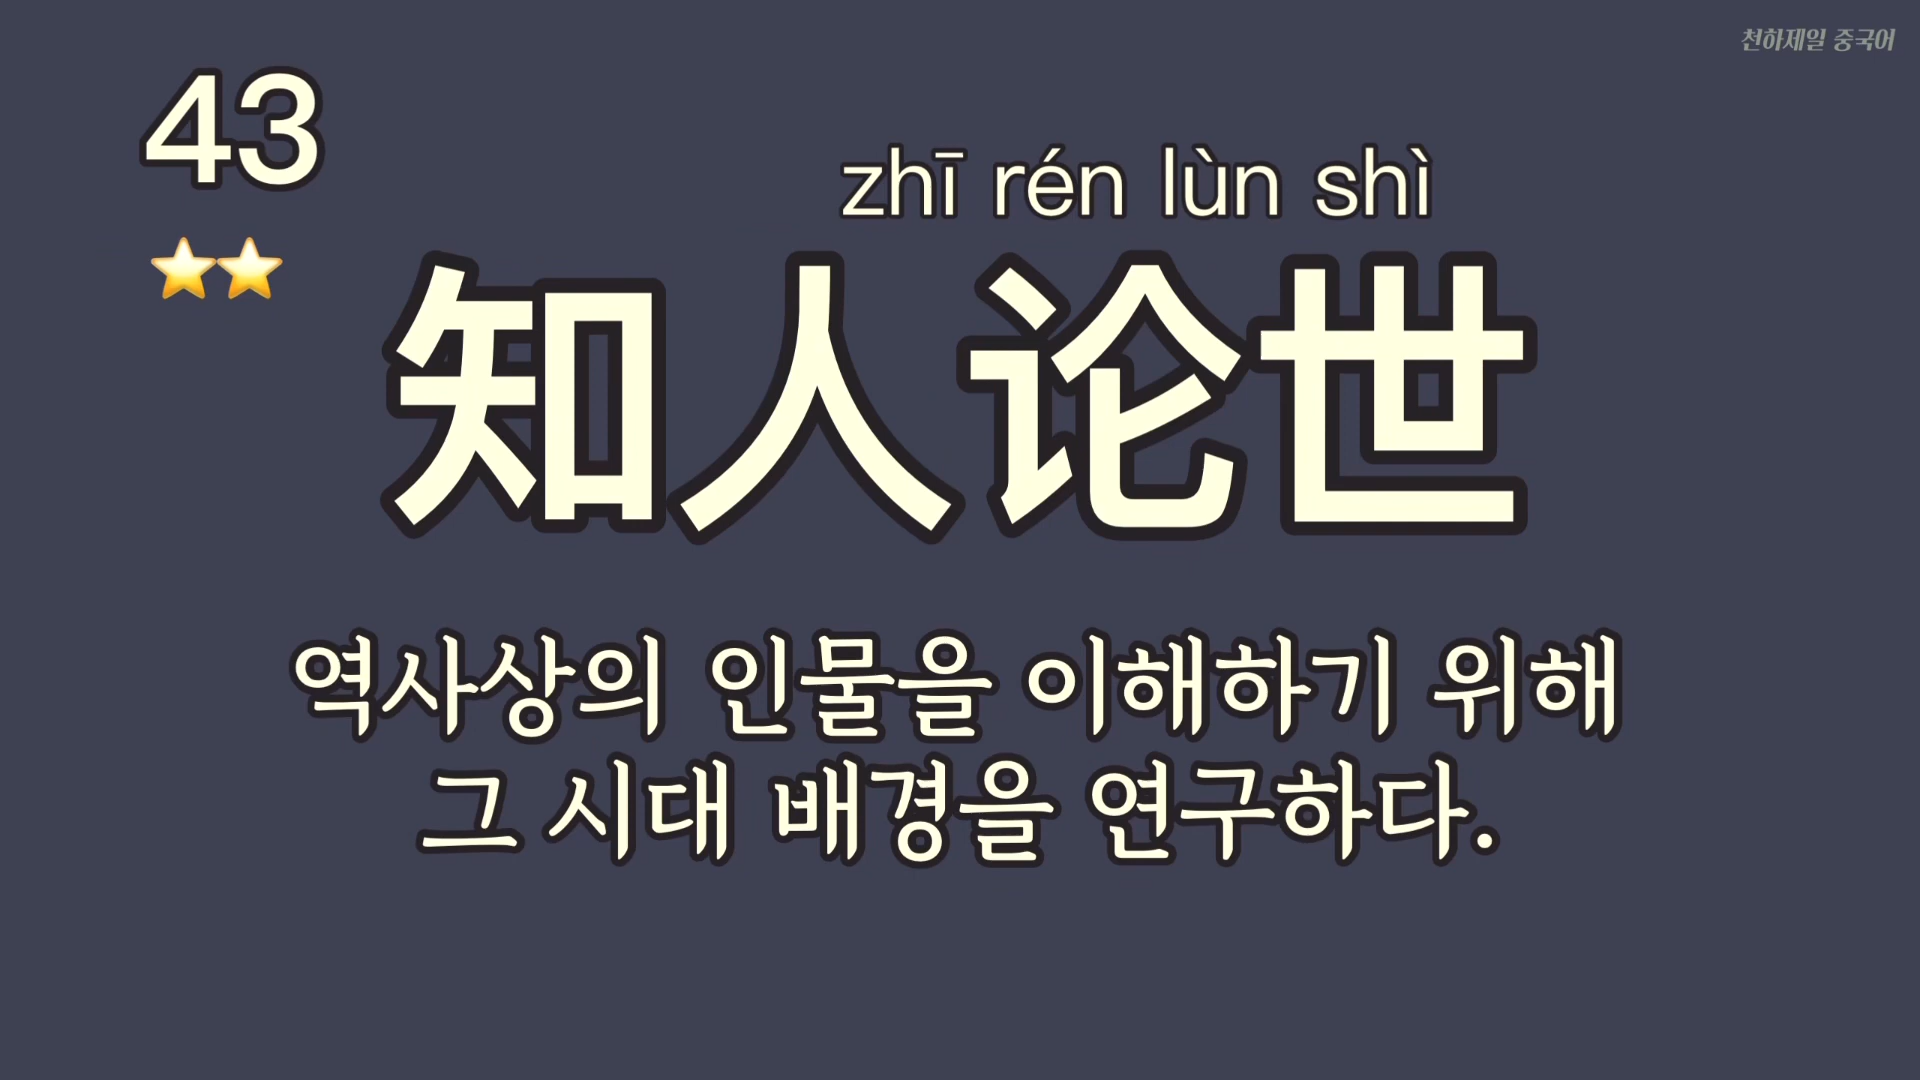 천하제일 중국어
43
⭐⭐
zhī rén lùn shì
知人论世
역사상의 인물을 이해하기 위해
그 시대 배경을 연구하다.